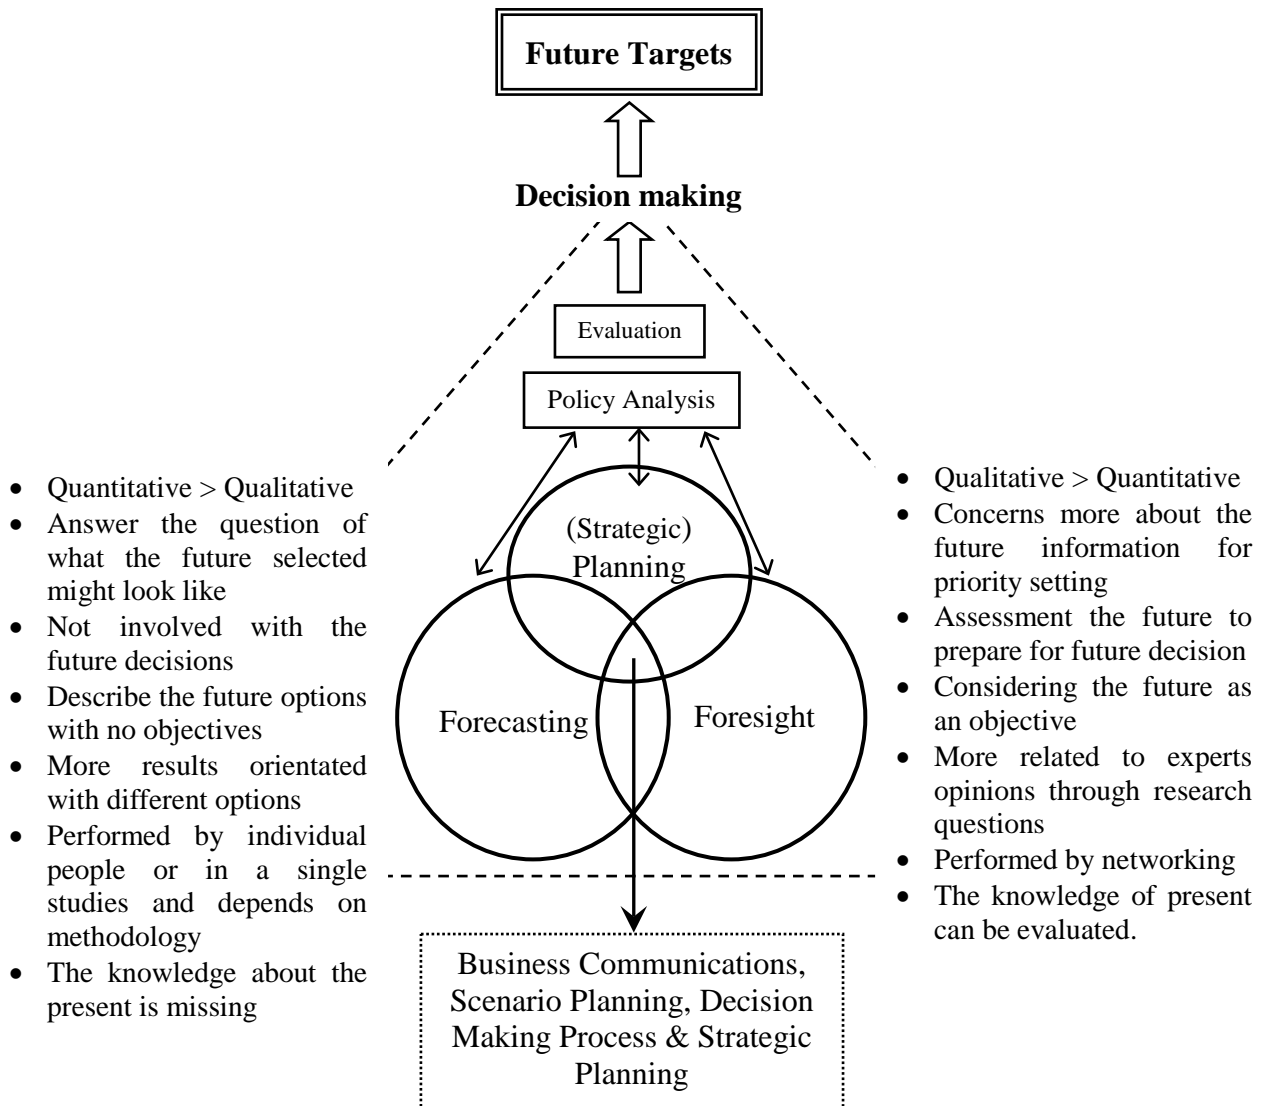 Future Targets
Decision making
Evaluation
Policy Analysis
(Strategic)
Planning
Forecasting
Foresight
• Quantitative > Qualitative
• Answer the question of
what the future selected
might look like
• Not involved with the
future decisions
• Describe the future options
with no objectives
• More results orientated
with different options
• Performed by individual
people or in a single
studies and depends on
methodology
• The knowledge about the
present is missing
• Qualitative > Quantitative
• Concerns more about the
future information for
priority setting
• Assessment the future to
prepare for future decision
• Considering the future as
an objective
• More related to experts
opinions through research
questions
• Performed by networking
• The knowledge of present
can be evaluated.
Business Communications,
Scenario Planning, Decision
Making Process & Strategic
Planning